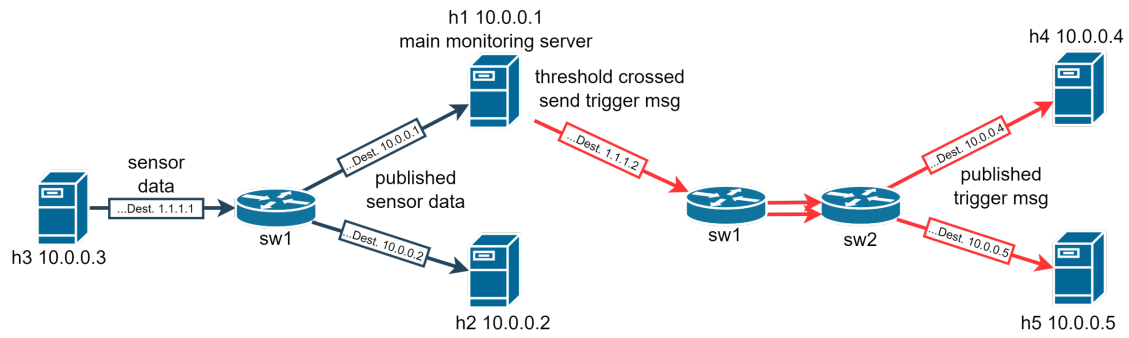 h1 10.0.0.1
main monitoring server
h4 10.0.0.4
threshold crossed
send trigger msg
sensor
data
...Dest. 1.1.1.1
h3 10.0.0.3
sw1
...Dest. 10.0.0.1
published
sensor data
...Dest. 10.0.0.2
h2 10.0.0.2
...Dest. 1.1.1.2
sw1
sw2
...Dest. 10.0.0.4
published
trigger msg
...Dest. 10.0.0.5
h5 10.0.0.5